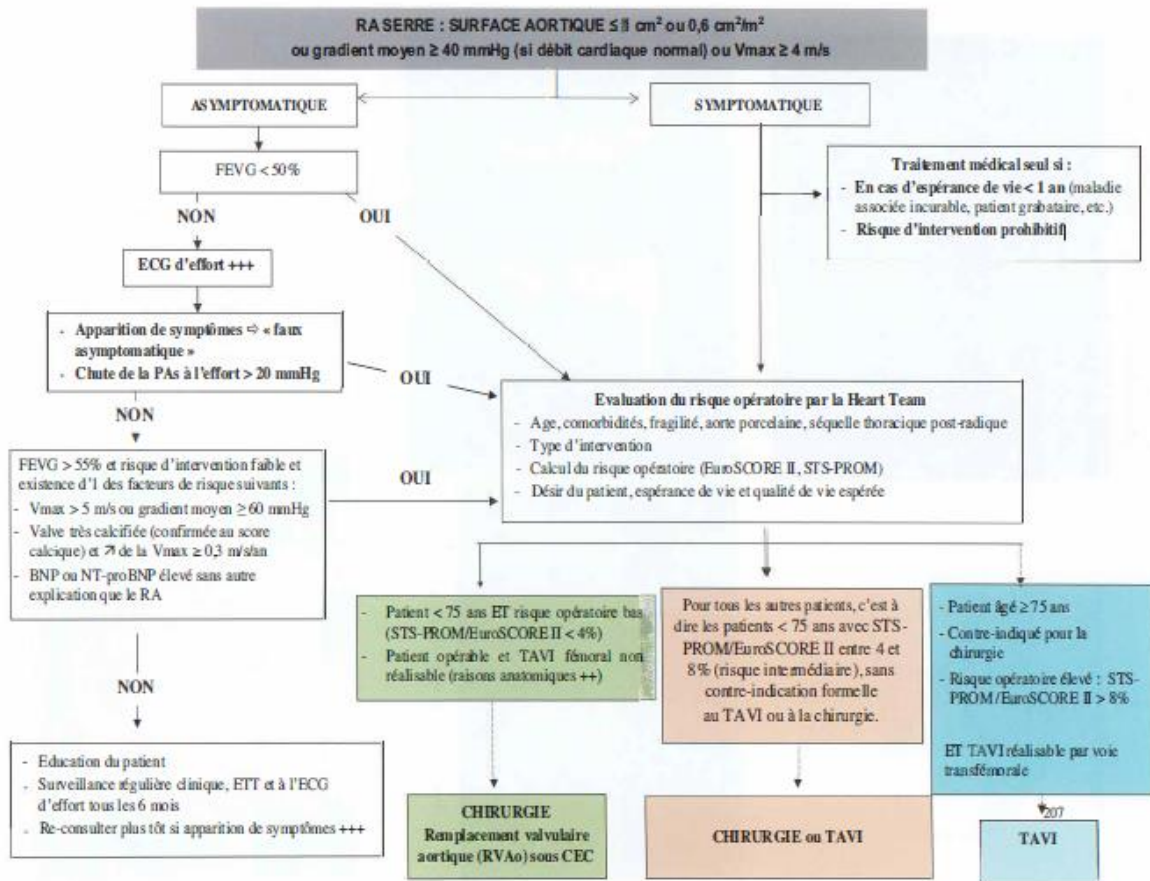 RA SERRE : SURFACE AORTIQUE ≤ 1 cm² ou 0,6 cm²/m²
ou gradient moyen ≥ 40 mmHg (si débit cardiaque normal) ou Vmax ≥ 4 m/s
ASYMPTOMATIQUE
SYMPTOMATIQUE
FEVG < 50%
Traitement médical seul si :
- En cas d'espérance de vie < 1 an (maladie
associée incurable, patient grabataire, etc.)
- Risque d'intervention prohibitif
NON
OUI
ECG d'effort +++
- Apparition de symptômes ⇨ « faux
asymptomatique »
- Chute de la PAs à l'effort > 20 mmHg
OUI
NON
Evaluation du risque opératoire par la Heart Team
- Age, comorbidités, fragilité, aorte porcelaine, séquelle thoracique post-radique
- Type d'intervention
- Calcul du risque opératoire (EuroSCORE II, STS-PROM)
- Désir du patient, espérance de vie et qualité de vie espérée
FEVG > 55% et risque d'intervention faible et
existence d'1 des facteurs de risque suivants :
- Vmax > 5 m/s ou gradient moyen ≥ 60 mmHg
- Valve très calcifiée (confirmée au score
calcique) et ↗ de la Vmax ≥ 0,3 m/s/an
- BNP ou NT-proBNP élevé sans autre
explication que le RA
OUI
NON
- Patient < 75 ans ET risque opératoire bas
(STS-PROM/EuroSCORE II < 4%)
- Patient opérable et TAVI fémoral non
réalisable (raisons anatomiques ++)
Pour tous les autres patients, c'est à
dire les patients < 75 ans avec STS-
PROM/EuroSCORE II entre 4 et
8% (risque intermédiaire), sans
contre-indication formelle
au TAVI ou à la chirurgie.
- Patient âgé ≥ 75 ans
- Contre-indiqué pour la
chirurgie
- Risque opératoire élevé : STS-
PROM/EuroSCORE II > 8%
ET TAVI réalisable par voie
transfémorale
- Education du patient
- Surveillance régulière clinique, ETT et à l'ECG
d'effort tous les 6 mois
- Re-consulter plus tôt si apparition de symptômes +++
CHIRURGIE
Remplacement valvulaire
aortique (RVAo) sous CEC
CHIRURGIE ou TAVI
207
TAVI